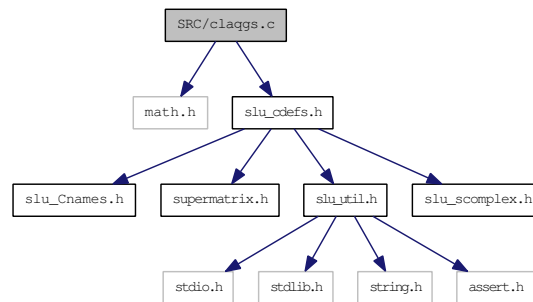 SRC/claqgs.c
math.h
slu_cdefs.h
slu_Cnames.h
supermatrix.h
slu_util.h
slu_scomplex.h
stdio.h
stdlib.h
string.h
assert.h